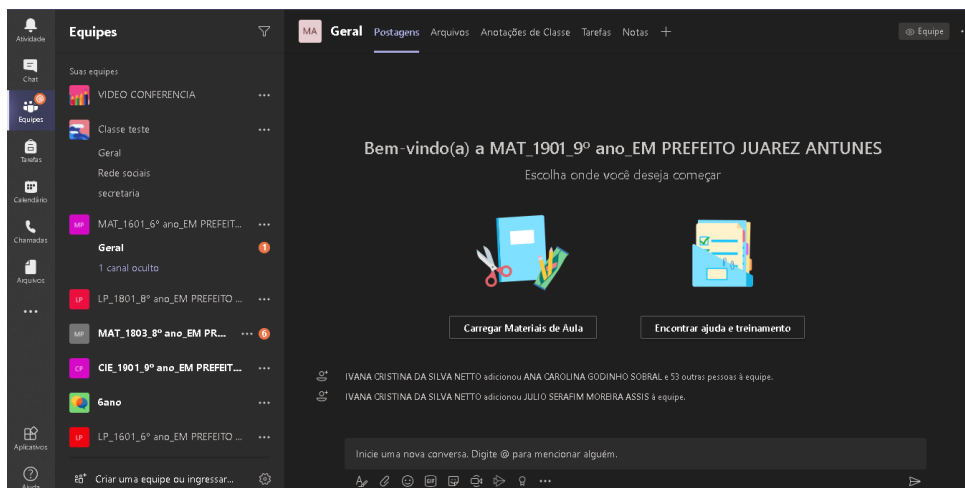 Atividade
Chat
Equipes
Tarefas
Calendário
Chamadas
Arquivos
Aplicativos
Ajuda
Equipes
Suas equipes
VIDEO CONFERENCIA
Classe teste
Geral
Rede sociais
secretaria
MP MAT_1601_6º ano_EM PREFEIT...
Geral 1
1 canal oculto
LP LP_1801_8º ano_EM PREFEITO ...
MP MAT_1803_8º ano_EM PR... 6
CP CIE_1901_9º ano_EM PREFEIT...
6ano
LP LP_1601_6º ano_EM PREFEITO ...
Criar uma equipe ou ingressar...
MA Geral Postagens Arquivos Anotações de Classe Tarefas Notas
Equipe
Bem-vindo(a) a MAT_1901_9º ano_EM PREFEITO JUAREZ ANTUNES
Escolha onde você deseja começar
Carregar Materiais de Aula
Encontrar ajuda e treinamento
IVANA CRISTINA DA SILVA NETTO adicionou ANA CAROLINA GODINHO SOBRAL e 53 outras pessoas à equipe.
IVANA CRISTINA DA SILVA NETTO adicionou JULIO SERAFIM MOREIRA ASSIS à equipe.
Inicie uma nova conversa. Digite @ para mencionar alguém.
GIF